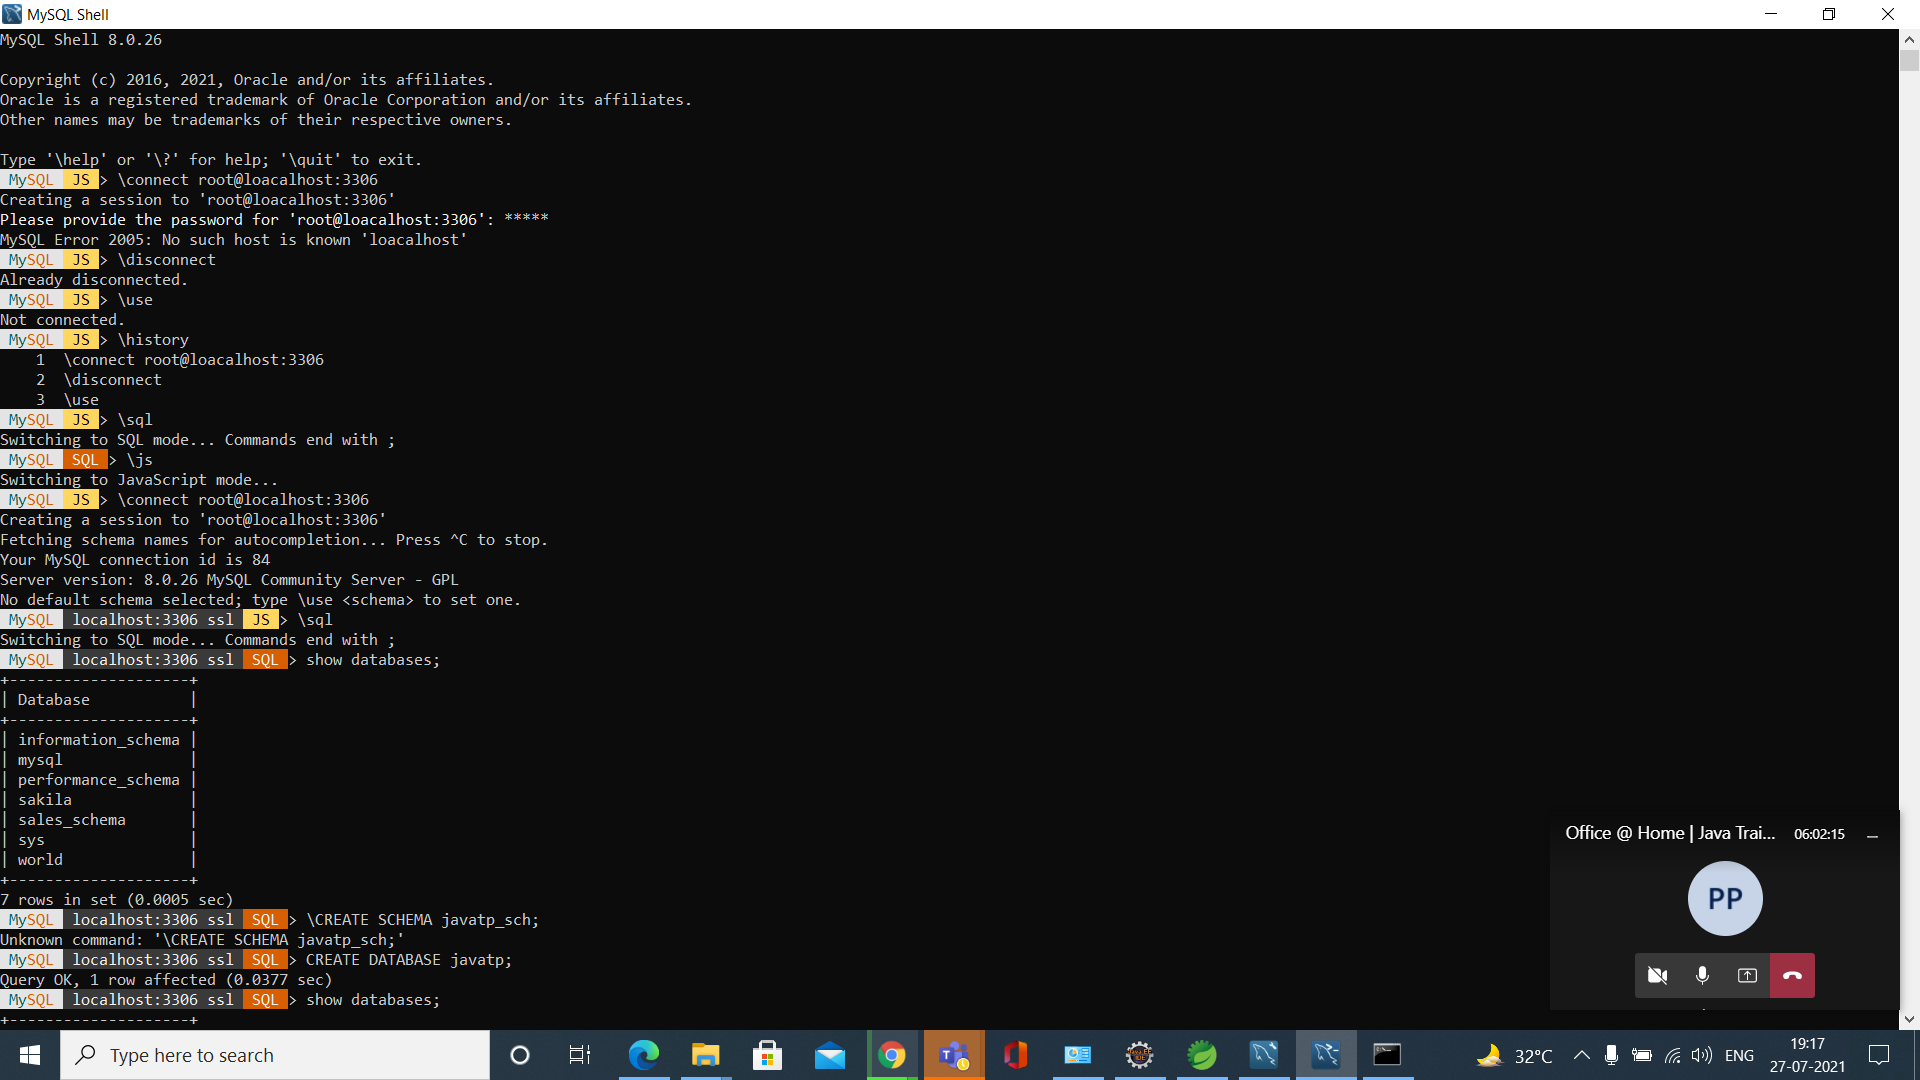 MySQL Shell
MySQL Shell 8.0.26
Copyright (c) 2016, 2021, Oracle and/or its affiliates.
Oracle is a registered trademark of Oracle Corporation and/or its affiliates.
Other names may be trademarks of their respective owners.
Type '\help' or '\?' for help; '\quit' to exit.
MySQL JS > \connect root@loacalhost:3306
Creating a session to 'root@loacalhost:3306'
Please provide the password for 'root@loacalhost:3306': *****
MySQL Error 2005: No such host is known 'loacalhost'
MySQL JS > \disconnect
Already disconnected.
MySQL JS > \use
Not connected.
MySQL JS > \history
1 \connect root@loacalhost:3306
2 \disconnect
3 \use
MySQL JS > \sql
Switching to SQL mode... Commands end with ;
MySQL SQL > \js
Switching to JavaScript mode...
MySQL JS > \connect root@localhost:3306
Creating a session to 'root@localhost:3306'
Fetching schema names for autocompletion... Press ^C to stop.
Your MySQL connection id is 84
Server version: 8.0.26 MySQL Community Server - GPL
No default schema selected; type \use <schema> to set one.
MySQL localhost:3306 ssl JS > \sql
Switching to SQL mode... Commands end with ;
MySQL localhost:3306 ssl SQL > show databases;
+--------------------+
| Database           |
+--------------------+
| information_schema |
| mysql              |
| performance_schema |
| sakila             |
| sales_schema       |
| sys                |
| world              |
+--------------------+
7 rows in set (0.0005 sec)
MySQL localhost:3306 ssl SQL > \CREATE SCHEMA javatp_sch;
Unknown command: '\CREATE SCHEMA javatp_sch;'
MySQL localhost:3306 ssl SQL > CREATE DATABASE javatp;
Query OK, 1 row affected (0.0377 sec)
MySQL localhost:3306 ssl SQL > show databases;
+--------------------+
Office @ Home | Java Trai... 06:02:15
PP
Type here to search
32°C
ENG
19:17
27-07-2021